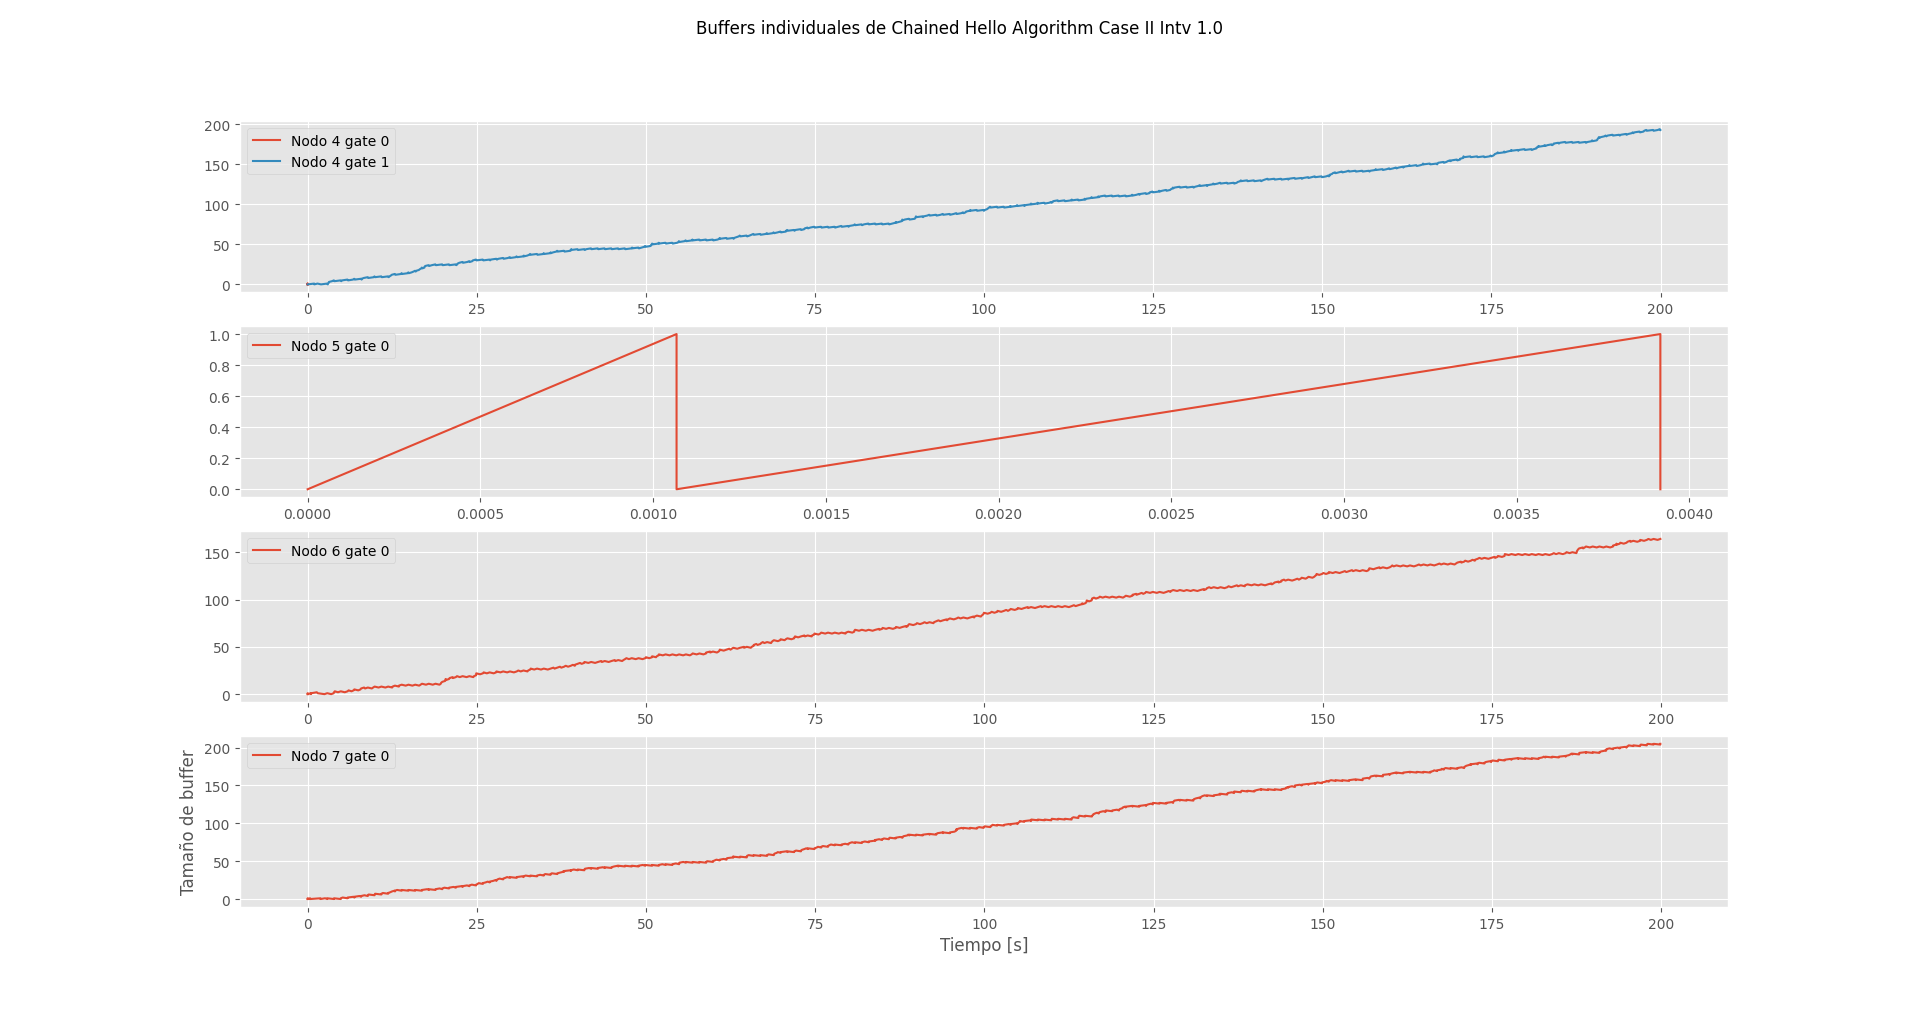 Buffers individuales de Chained Hello Algorithm Case II Intv 1.0
Nodo 4 gate 0
Nodo 4 gate 1
200
150
100
50
0
0 25 50 75 100 125 150 175 200
Nodo 5 gate 0
1.0
0.8
0.6
0.4
0.2
0.0
0.0000 0.0005 0.0010 0.0015 0.0020 0.0025 0.0030 0.0035 0.0040
Nodo 6 gate 0
150
100
50
0
0 25 50 75 100 125 150 175 200
Nodo 7 gate 0
Tamaño de buffer
200
150
100
50
0
0 25 50 75 100 125 150 175 200
Tiempo [s]